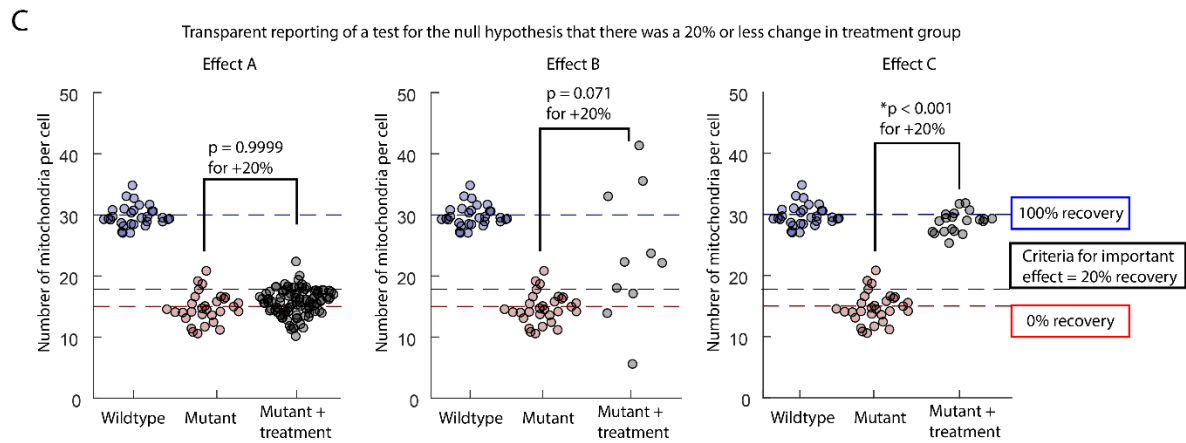 C
Transparent reporting of a test for the null hypothesis that there was a 20% or less change in treatment group
Effect A
Number of mitochondria per cell
50
40
30
20
10
0
p = 0.9999
for +20%
Wildtype
Mutant
Mutant +
treatment
Effect B
Number of mitochondria per cell
50
40
30
20
10
0
p = 0.071
for +20%
Wildtype
Mutant
Mutant +
treatment
Effect C
Number of mitochondria per cell
50
40
30
20
10
0
*p < 0.001
for +20%
Wildtype
Mutant
Mutant +
treatment
100% recovery
Criteria for important
effect = 20% recovery
0% recovery